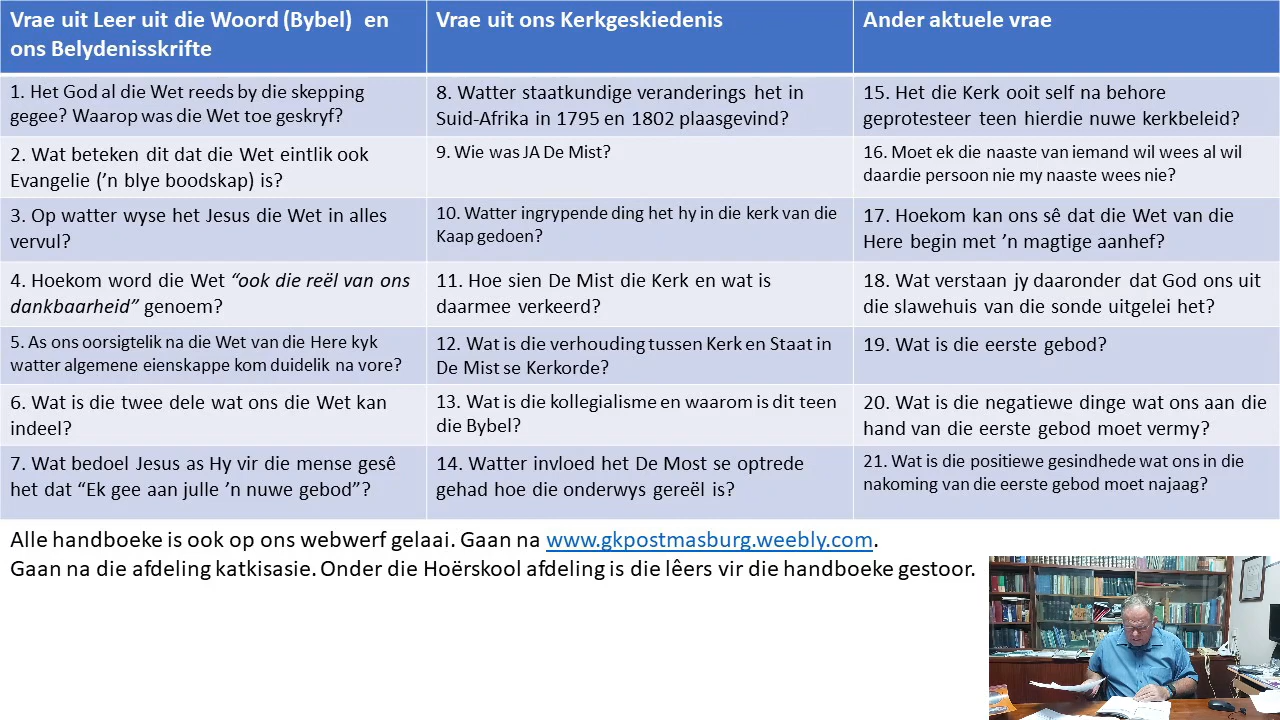 Vrae uit Leer uit die Woord (Bybel) en
ons Belydenisskrifte
Vrae uit ons Kerkgeskiedenis
Ander aktuele vrae
1. Het God al die Wet reeds by die skepping
gegee? Waarop was die Wet toe geskryf?
8. Watter staatkundige veranderings het in
Suid-Afrika in 1795 en 1802 plaasgevind?
15. Het die Kerk ooit self na behore
geprotesteer teen hierdie nuwe kerkbeleid?
2. Wat beteken dit dat die Wet eintlik ook
Evangelie (’n blye boodskap) is?
9. Wie was JA De Mist?
16. Moet ek die naaste van iemand wil wees al wil
daardie persoon nie my naaste wees nie?
3. Op watter wyse het Jesus die Wet in alles
vervul?
10. Watter ingrypende ding het hy in die kerk van die
Kaap gedoen?
17. Hoekom kan ons sê dat die Wet van die
Here begin met ’n magtige aanhef?
4. Hoekom word die Wet “ook die reël van ons
dankbaarheid” genoem?
11. Hoe sien De Mist die Kerk en wat is
daarmee verkeerd?
18. Wat verstaan jy daaronder dat God ons uit
die slawehuis van die sonde uitgelei het?
5. As ons oorsigtelik na die Wet van die Here kyk
watter algemene eienskappe kom duidelik na vore?
12. Wat is die verhouding tussen Kerk en Staat in
De Mist se Kerkorde?
19. Wat is die eerste gebod?
6. Wat is die twee dele wat ons die Wet kan
indeel?
13. Wat is die kollegialisme en waarom is dit teen
die Bybel?
20. Wat is die negatiewe dinge wat ons aan die
hand van die eerste gebod moet vermy?
7. Wat bedoel Jesus as Hy vir die mense gesê
het dat “Ek gee aan julle ’n nuwe gebod”?
14. Watter invloed het De Most se optrede
gehad hoe die onderwys gereël is?
21. Wat is die positiewe gesindhede wat ons in die
nakoming van die eerste gebod moet najaag?
Alle handboeke is ook op ons webwerf gelaai. Gaan na www.gkpostmasburg.weebly.com.
Gaan na die afdeling katkisasie. Onder die Hoërskool afdeling is die lêers vir die handboeke gestoor.